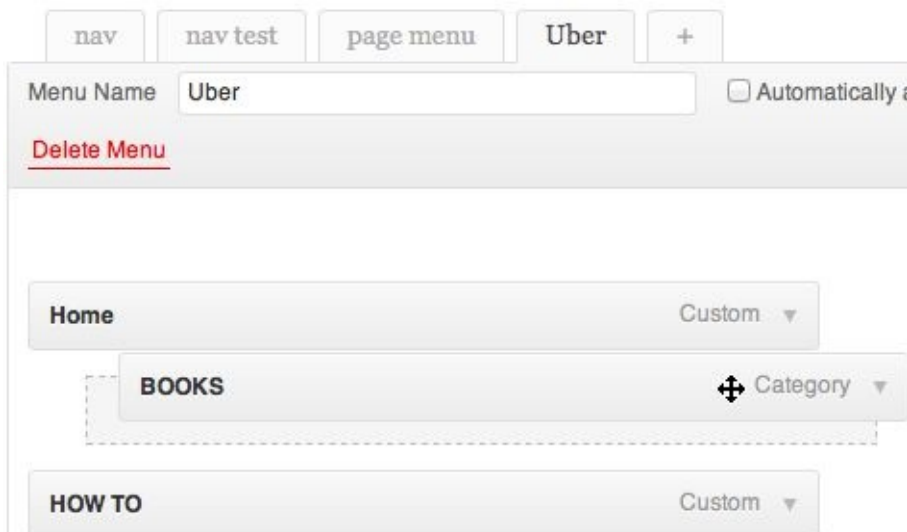 nav nav test page menu Uber +
Menu Name Uber Automatically a
Delete Menu
Home Custom
BOOKS Category
HOW TO Custom